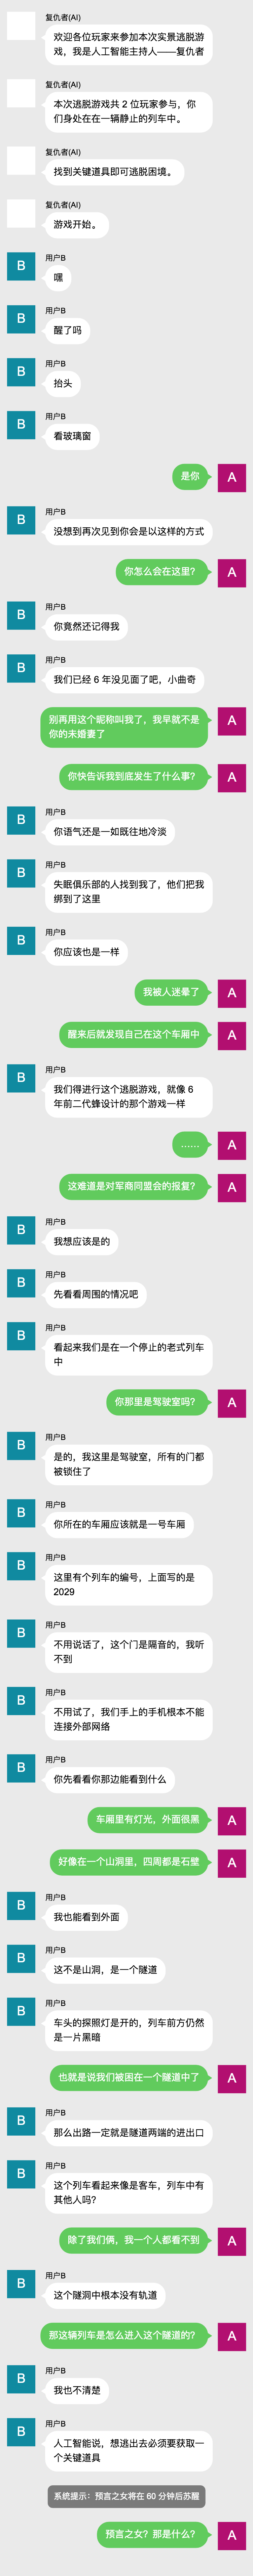 复仇者(AI)
欢迎各位玩家来参加本次实景逃脱游
戏，我是人工智能主持人——复仇者
复仇者(AI)
本次逃脱游戏共 2 位玩家参与，你
们身处在在一辆静止的列车中。
复仇者(AI)
找到关键道具即可逃脱困境。
复仇者(AI)
游戏开始。
B
用户B
嘿
B
用户B
醒了吗
B
用户B
抬头
B
用户B
看玻璃窗
是你
A
B
用户B
没想到再次见到你会是以这样的方式
你怎么会在这里？
A
B
用户B
你竟然还记得我
B
用户B
我们已经 6 年没见面了吧，小曲奇
别再用这个昵称叫我了，我早就不是
你的未婚妻了
A
你快告诉我到底发生了什么事？
A
B
用户B
你语气还是一如既往地冷淡
B
用户B
失眠俱乐部的人找到我了，他们把我
绑到了这里
B
用户B
你应该也是一样
我被人迷晕了
A
醒来后就发现自己在这个车厢中
A
B
用户B
我们得进行这个逃脱游戏，就像 6
年前二代蜂设计的那个游戏一样
……
A
这难道是对军商同盟会的报复？
A
B
用户B
我想应该是的
B
用户B
先看看周围的情况吧
B
用户B
看起来我们是在一个停止的老式列车
中
你那里是驾驶室吗？
A
B
用户B
是的，我这里是驾驶室，所有的门都
被锁住了
B
用户B
你所在的车厢应该就是一号车厢
B
用户B
这里有个列车的编号，上面写的是
2029
B
用户B
不用说话了，这个门是隔音的，我听
不到
B
用户B
不用试了，我们手上的手机根本不能
连接外部网络
B
用户B
你先看看你那边能看到什么
车厢里有灯光，外面很黑
A
好像在一个山洞里，四周都是石壁
A
B
用户B
我也能看到外面
B
用户B
这不是山洞，是一个隧道
B
用户B
车头的探照灯是开的，列车前方仍然
是一片黑暗
也就是说我们被困在一个隧道中了
A
B
用户B
那么出路一定就是隧道两端的进出口
B
用户B
这个列车看起来像是客车，列车中有
其他人吗？
除了我们俩，我一个人都看不到
A
B
用户B
这个隧洞中根本没有轨道
那这辆列车是怎么进入这个隧道的？
A
B
用户B
我也不清楚
B
用户B
人工智能说，想逃出去必须要获取一
个关键道具
系统提示：预言之女将在 60 分钟后苏醒
预言之女？那是什么？
A